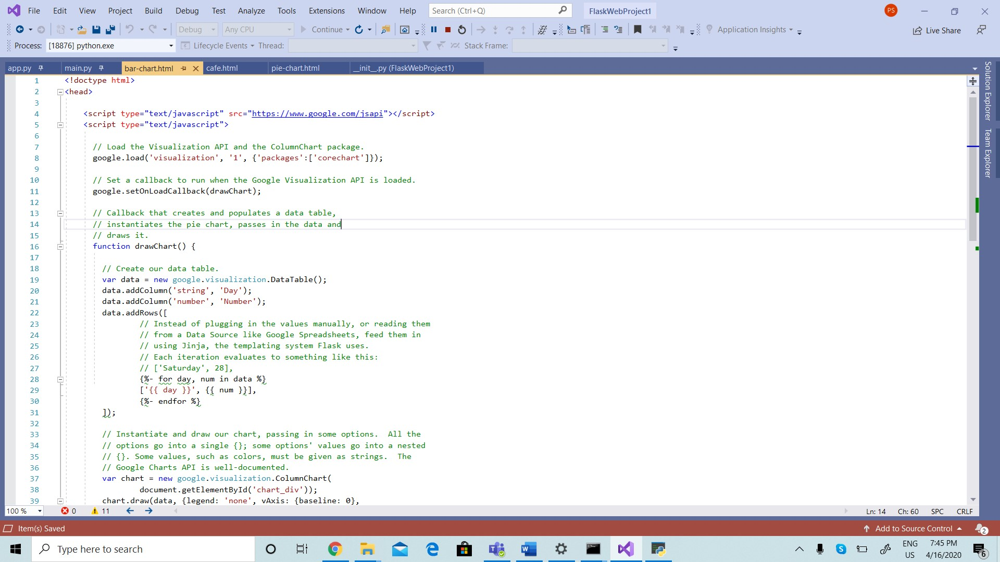 File Edit View Project Build Debug Test Analyze Tools Extensions Window Help Search (Ctrl+Q) FlaskWebProject1 PS
Debug Any CPU Continue Application Insights Live Share
Process: [18876] python.exe Lifecycle Events Thread: Stack Frame:
app.py main.py bar-chart.html cafe.html pie-chart.html __init__.py (FlaskWebProject1)
Solution Explorer
Team Explorer
1 <!doctype html>
2 <head>
3
4 <script type="text/javascript" src="https://www.google.com/jsapi"></script>
5 <script type="text/javascript">
6
7 // Load the Visualization API and the ColumnChart package.
8 google.load('visualization', '1', {'packages':['corechart']});
9
10 // Set a callback to run when the Google Visualization API is loaded.
11 google.setOnLoadCallback(drawChart);
12
13 // Callback that creates and populates a data table,
14 // instantiates the pie chart, passes in the data and
15 // draws it.
16 function drawChart() {
17
18 // Create our data table.
19 var data = new google.visualization.DataTable();
20 data.addColumn('string', 'Day');
21 data.addColumn('number', 'Number');
22 data.addRows([
23 // Instead of plugging in the values manually, or reading them
24 // from a Data Source like Google Spreadsheets, feed them in
25 // using Jinja, the templating system Flask uses.
26 // Each iteration evaluates to something like this:
27 // ['Saturday', 28],
28 {%- for day, num in data %}
29 ['{{ day }}', {{ num }}],
30 {%- endfor %}
31 ]);
32
33 // Instantiate and draw our chart, passing in some options.  All the
34 // options go into a single {}; some options' values go into a nested
35 // {}. Some values, such as colors, must be given as strings.  The
36 // Google Charts API is well-documented.
37 var chart = new google.visualization.ColumnChart(
38 document.getElementById('chart_div'));
39 chart.draw(data, {legend: 'none', vAxis: {baseline: 0},
100 % 0 11 Ln: 14 Ch: 60 SPC CRLF
Item(s) Saved Add to Source Control 2
Type here to search ENG US 7:45 PM 4/16/2020 6